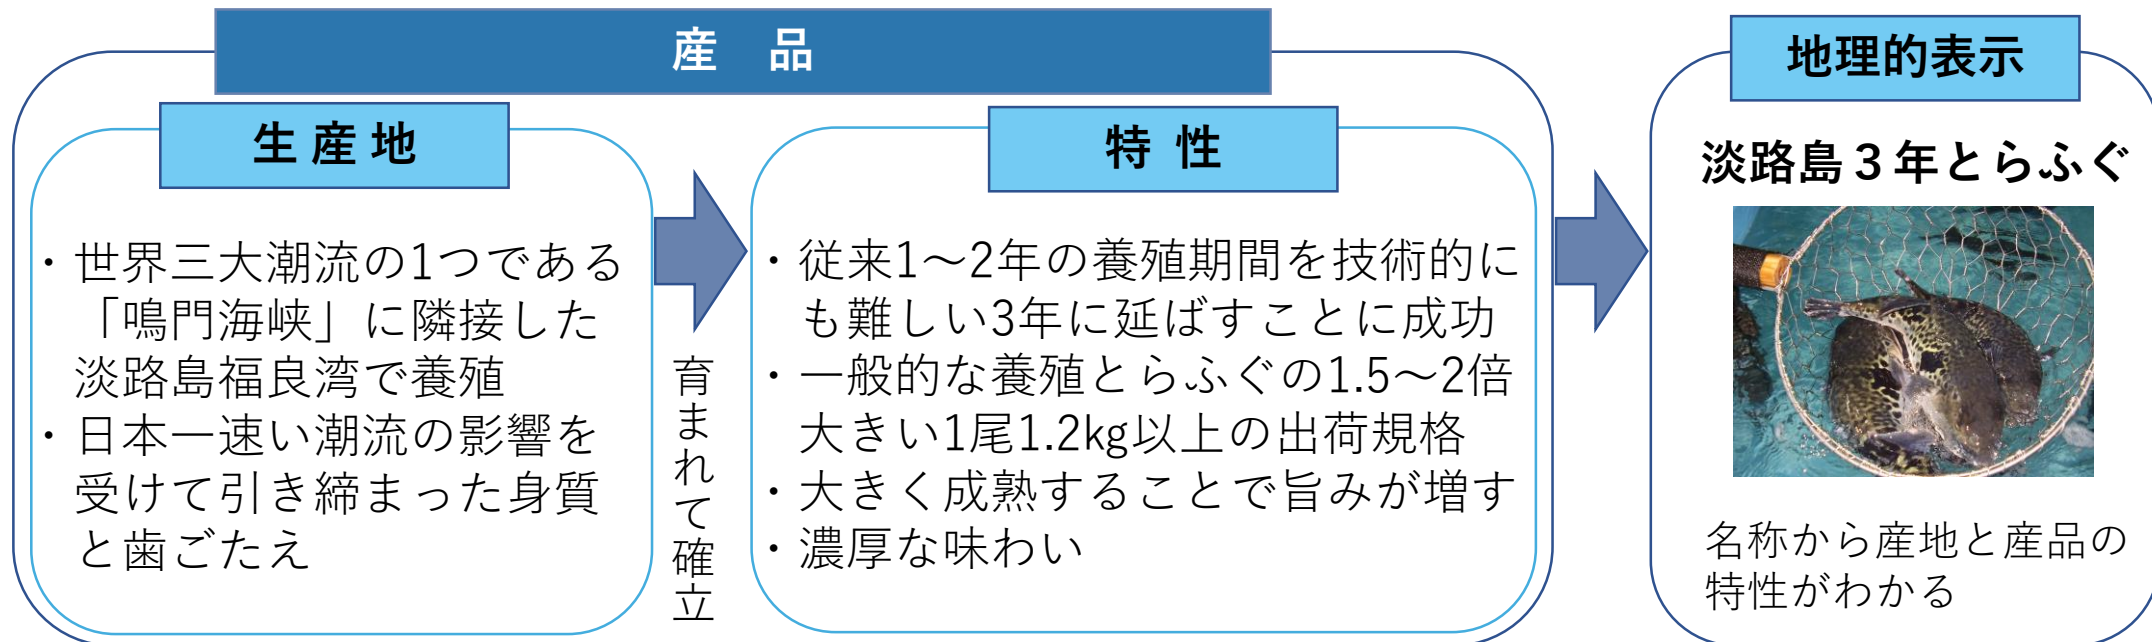 産　品
生 産 地
・世界三大潮流の1つである
「鳴門海峡」に隣接した
淡路島福良湾で養殖
・日本一速い潮流の影響を
受けて引き締まった身質
と歯ごたえ
育まれて確立
特 性
・従来1～2年の養殖期間を技術的に
も難しい3年に延ばすことに成功
・一般的な養殖とらふぐの1.5～2倍
大きい1尾1.2kg以上の出荷規格
・大きく成熟することで旨みが増す
・濃厚な味わい
地理的表示
淡路島３年とらふぐ
名称から産地と産品の
特性がわかる